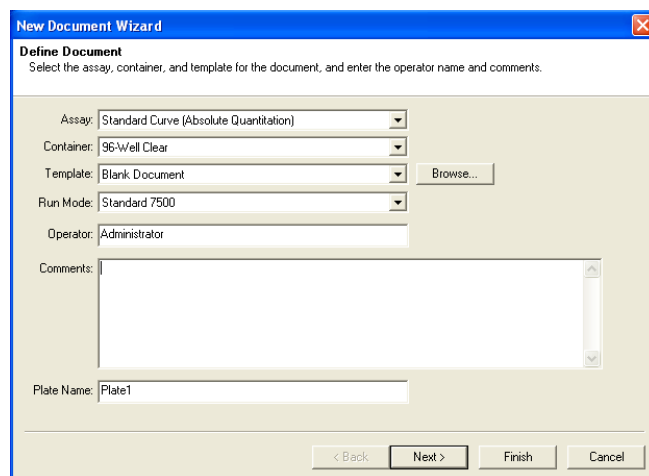 New Document Wizard
Define Document
Select the assay, container, and template for the document, and enter the operator name and comments.
Assay: Standard Curve (Absolute Quantitation)
Container: 96-Well Clear
Template: Blank Document Browse...
Run Mode: Standard 7500
Operator: Administrator
Comments:
Plate Name: Plate1
< Back Next > Finish Cancel